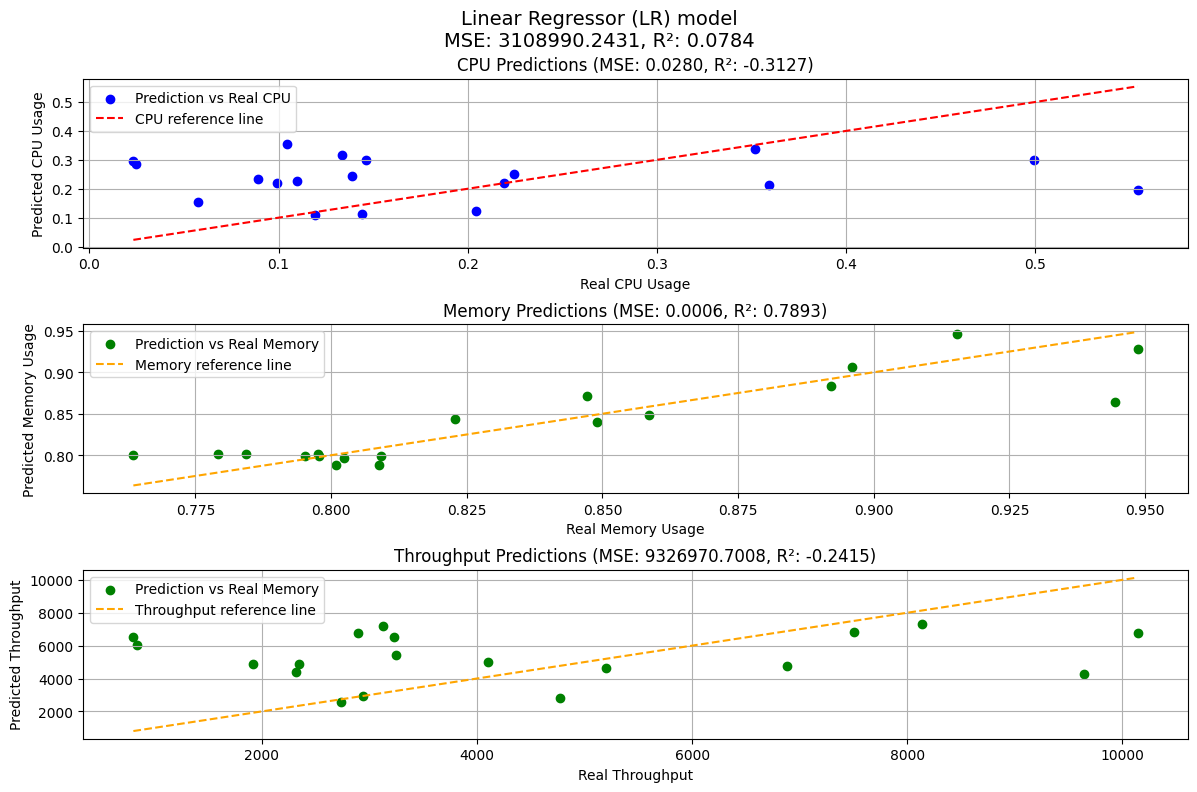 Linear Regressor (LR) model
MSE: 3108990.2431, R²: 0.0784
CPU Predictions (MSE: 0.0280, R²: -0.3127)
Prediction vs Real CPU
CPU reference line
Predicted CPU Usage
0.5
0.4
0.3
0.2
0.1
0.0
0.0 0.1 0.2 0.3 0.4 0.5
Real CPU Usage
Memory Predictions (MSE: 0.0006, R²: 0.7893)
Prediction vs Real Memory
Memory reference line
Predicted Memory Usage
0.95
0.90
0.85
0.80
0.775 0.800 0.825 0.850 0.875 0.900 0.925 0.950
Real Memory Usage
Throughput Predictions (MSE: 9326970.7008, R²: -0.2415)
Prediction vs Real Memory
Throughput reference line
Predicted Throughput
10000
8000
6000
4000
2000
2000 4000 6000 8000 10000
Real Throughput